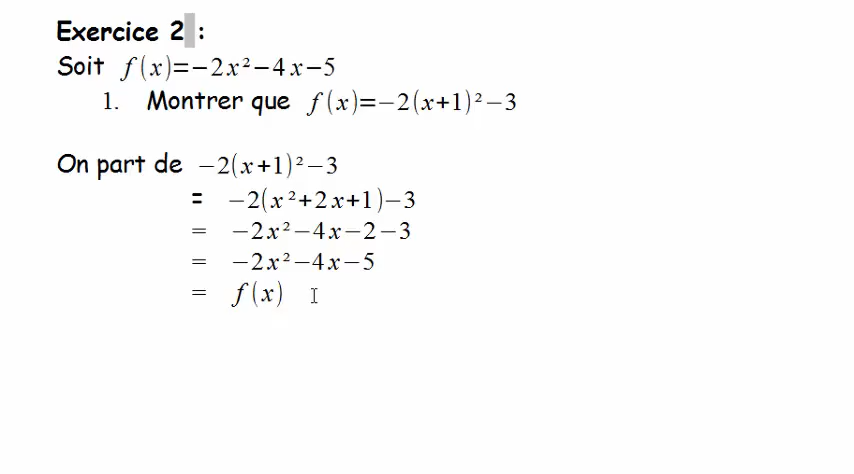 Exercice 2 :
Soit f(x)=−2x²−4x−5
1. Montrer que f(x)=−2(x+1)²−3
On part de −2(x+1)²−3
= −2(x²+2x+1)−3
= −2x²−4x−2−3
= −2x²−4x−5
= f(x)